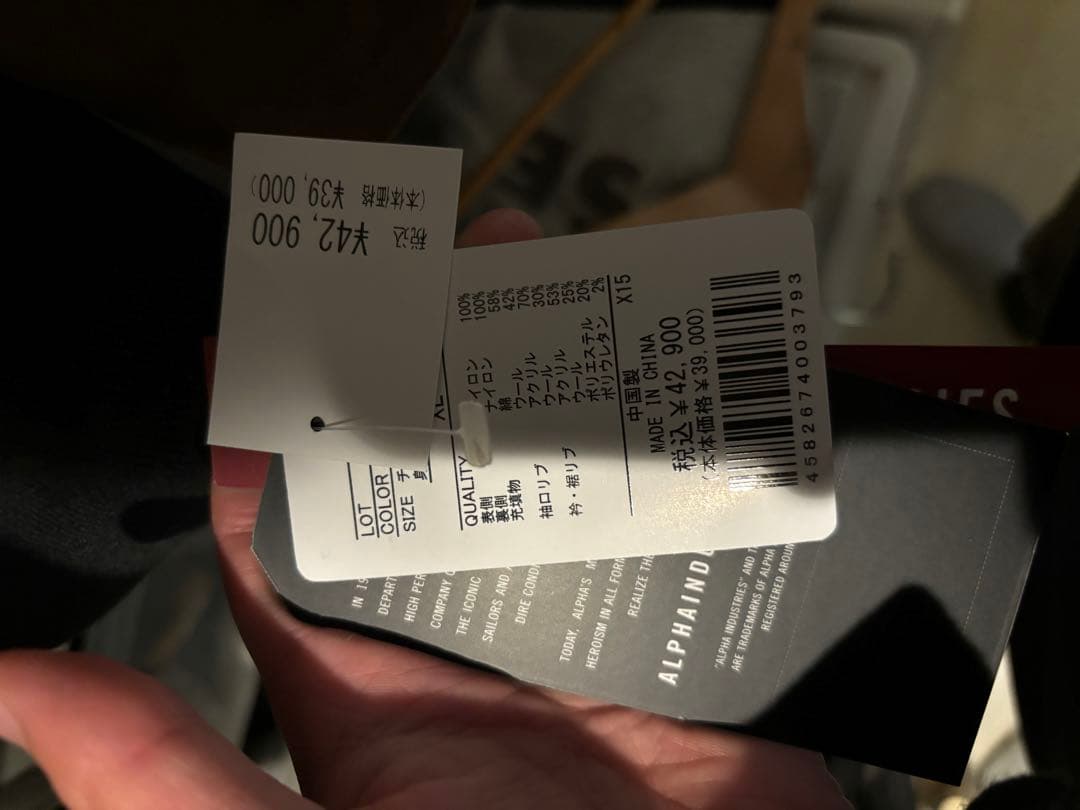 税込 ¥42,900
(本体価格 ¥39,000)
LOT
COLOR
SIZE チ
身
XL
QUALITY
表側 イロン 100%
裏側 ナイロン 100%
充填物 綿 58%
ウール 42%
袖口リブ アクリル 70%
ウール 30%
衿・裾リブ アクリル 53%
ウール 25%
ポリエステル 20%
ポリウレタン 2%
X15
中国製
MADE IN CHINA
税込¥42,900
(本体価格¥39,000)
4582674003793
IN 19
DEPART
HIGH PER
COMPANY
THE ICONIC
SAILORS AND
DIRE COND
TODAY, ALPHA'S M
HEROISM IN ALL FORM
REALIZE TH
ALPHAIND
"ALPHA INDUSTRIES" AND T
ARE TRADEMARKS OF ALPHA
REGISTERED AROUN